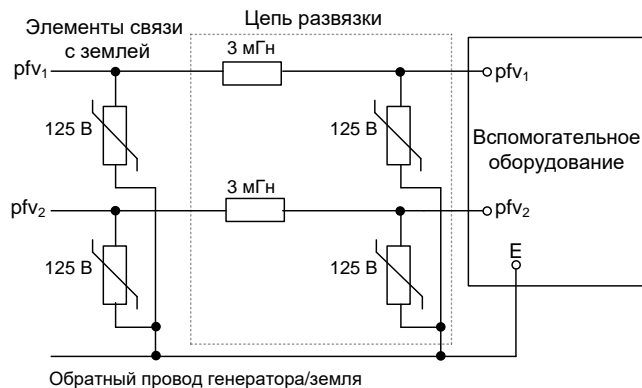 Цепь развязки
Элементы связи
с землей
3 мГн
pfv₁
pfv₁
125 В
125 В
Вспомогательное
оборудование
3 мГн
pfv₂
pfv₂
E
125 В
125 В
Обратный провод генератора/земля